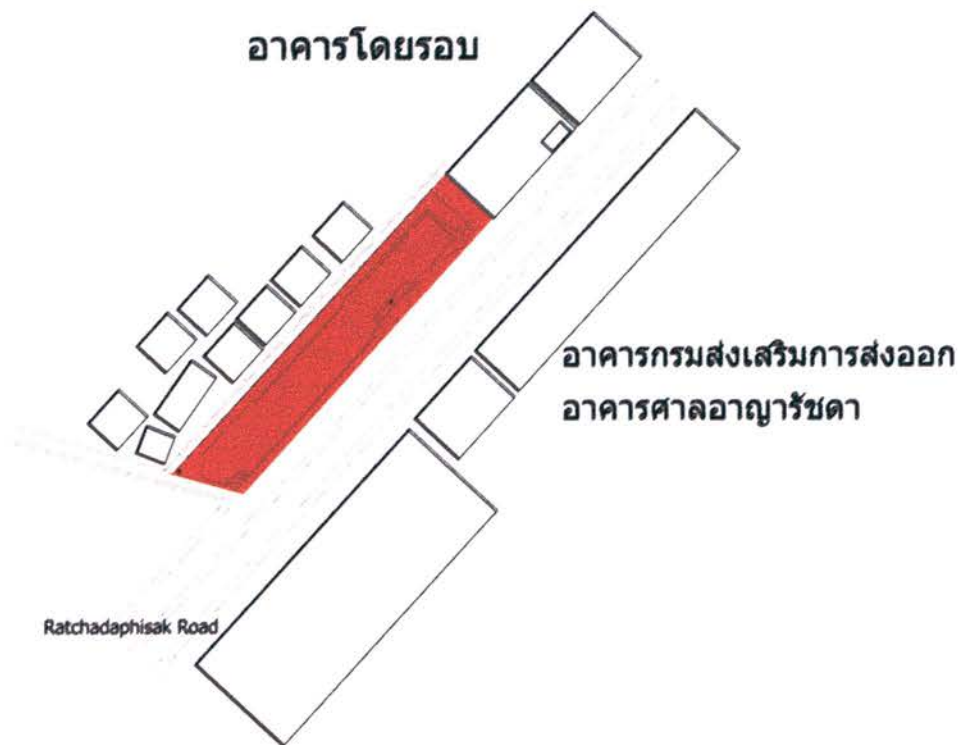 อาคารโดยรอบ
อาคารกรมส่งเสริมการส่งออก
อาคารศาลอาญารัชดา
Ratchadaphisak Road